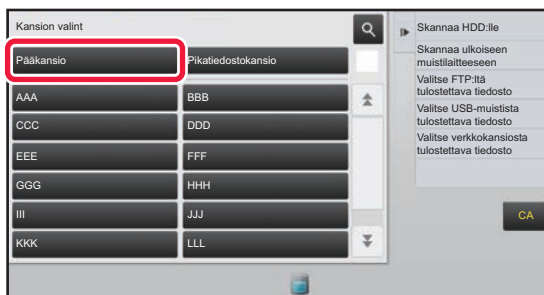 Kansion valint
Pääkansio
Pikatiedostokansio
AAA
BBB
CCC
DDD
EEE
FFF
GGG
HHH
III
JJJ
KKK
LLL
Skannaa HDD:lle
Skannaa ulkoiseen
muistilaitteeseen
Valitse FTP:ltä
tulostettava tiedosto
Valitse USB-muistista
tulostettava tiedosto
Valitse verkkokansiosta
tulostettava tiedosto
CA